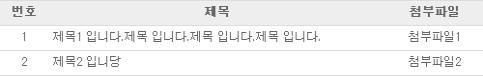 번호 제목 첨부파일
1 제목1 입니다.제목 입니다.제목 입니다,제목 입니다. 첨부파일1
2 제목2 입니당 첨부파일2